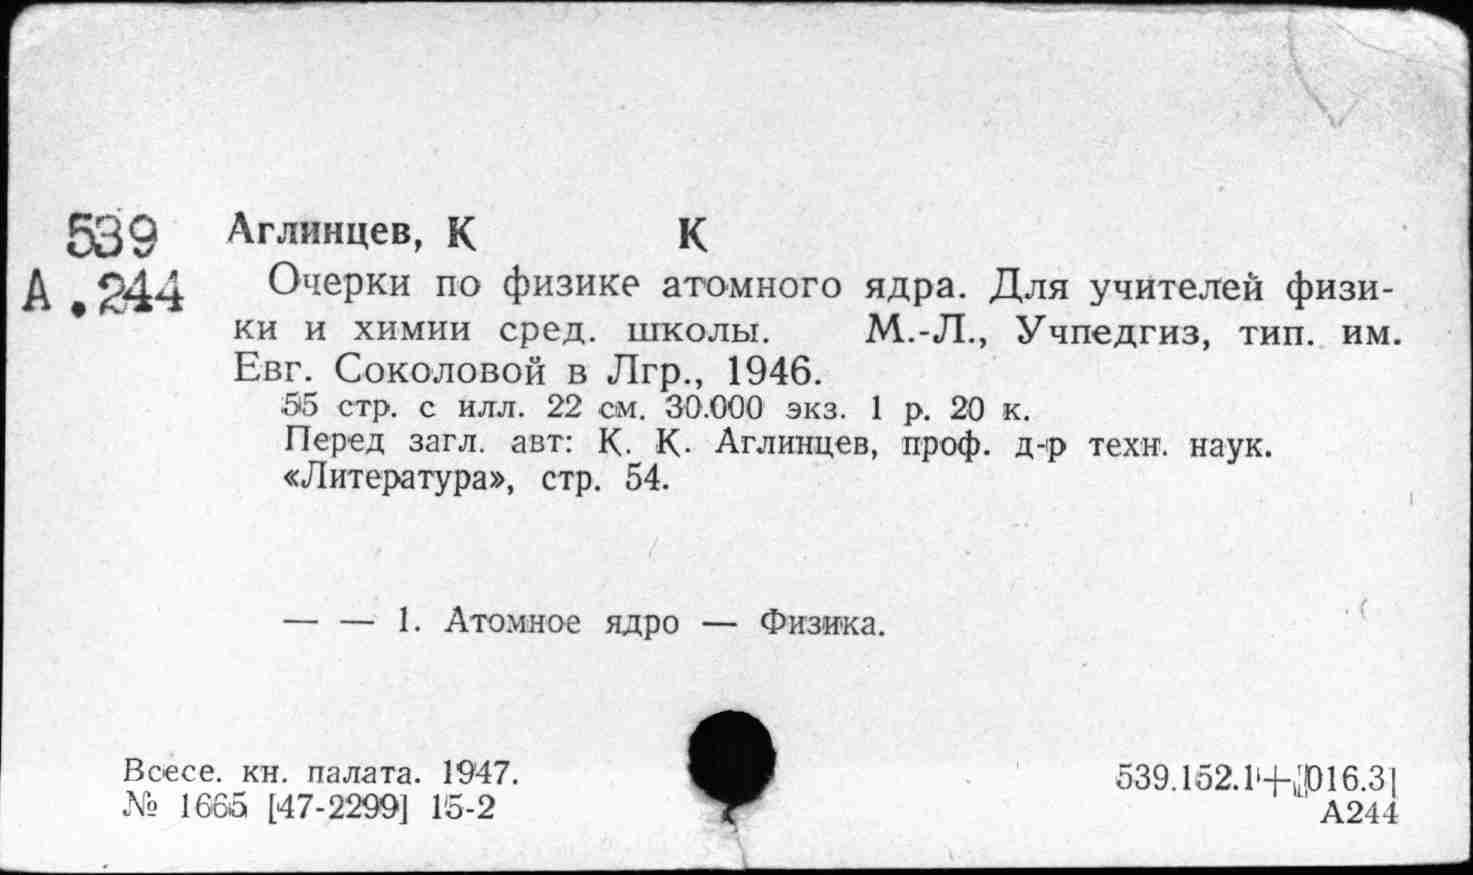 539 Аглинцев, К К
А.244 Очерки по физике атомного ядра. Для учителей физи-
ки и химии сред. школы. М.-Л., Учпедгиз, тип. им.
Евг. Соколовой в Лгр., 1946.
55 стр. с илл. 22 см. 30.000 экз. 1 р. 20 к.
Перед загл. авт: К. К. Аглинцев, проф. д-р техн. наук.
«Литература», стр. 54.
— — 1. Атомное ядро — Физика.
Всесе. кн. палата. 1947.
№ 1665 [47-2299] 15-2
539.152.1+[016.3]
А244